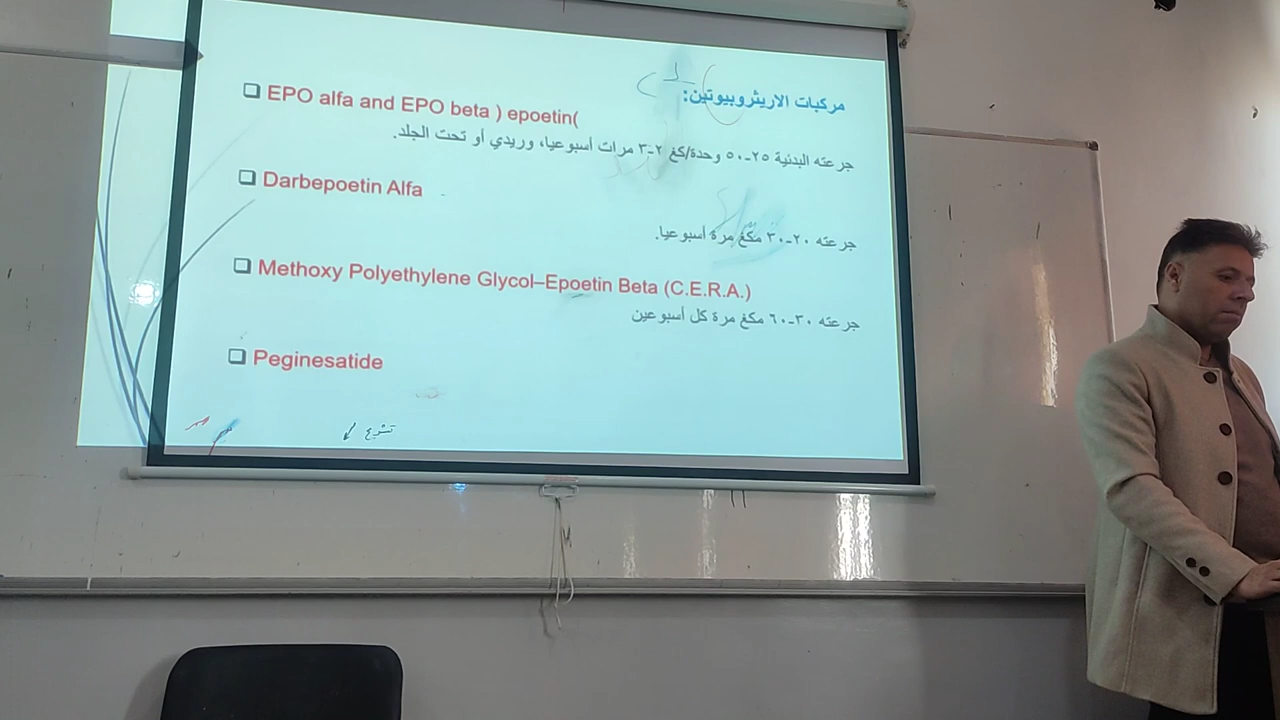 مركبات الاريثروبيوتين:
❑ EPO alfa and EPO beta ) epoetin(
جرعته البدنية ٢٥-٥٠ وحدة/كغ ٢-٣ مرات أسبوعيا، وريدي أو تحت الجلد.
❑ Darbepoetin Alfa
جرعته ٢٠-٣٠ مكغ مرة أسبوعيا.
❑ Methoxy Polyethylene Glycol–Epoetin Beta (C.E.R.A.)
جرعته ٣٠-٦٠ مكغ مرة كل أسبوعين
❑ Peginesatide